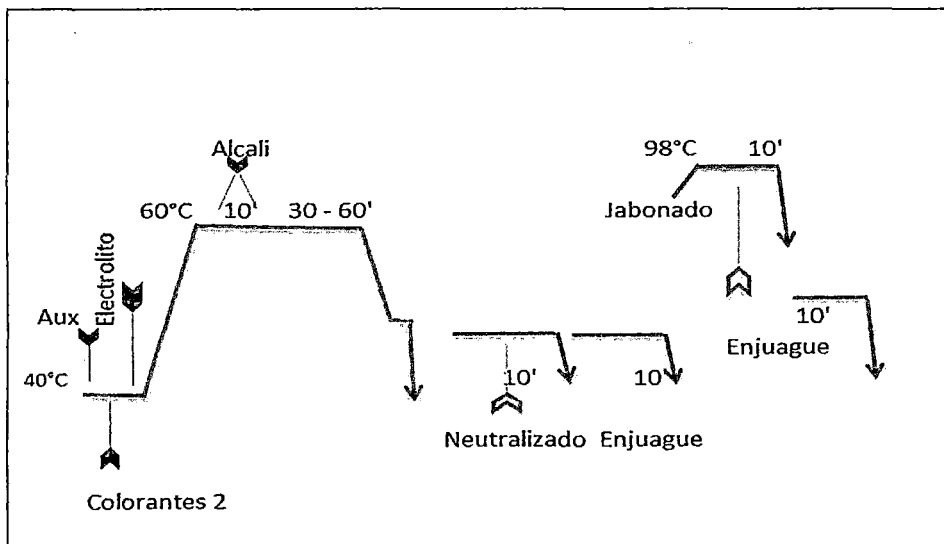 Alcali
98°C 10'
60°C 10' 30 - 60'
Jabonado
Electrolito
Aux
10'
Enjuague
40°C
10' 10'
Neutralizado Enjuague
Colorantes 2